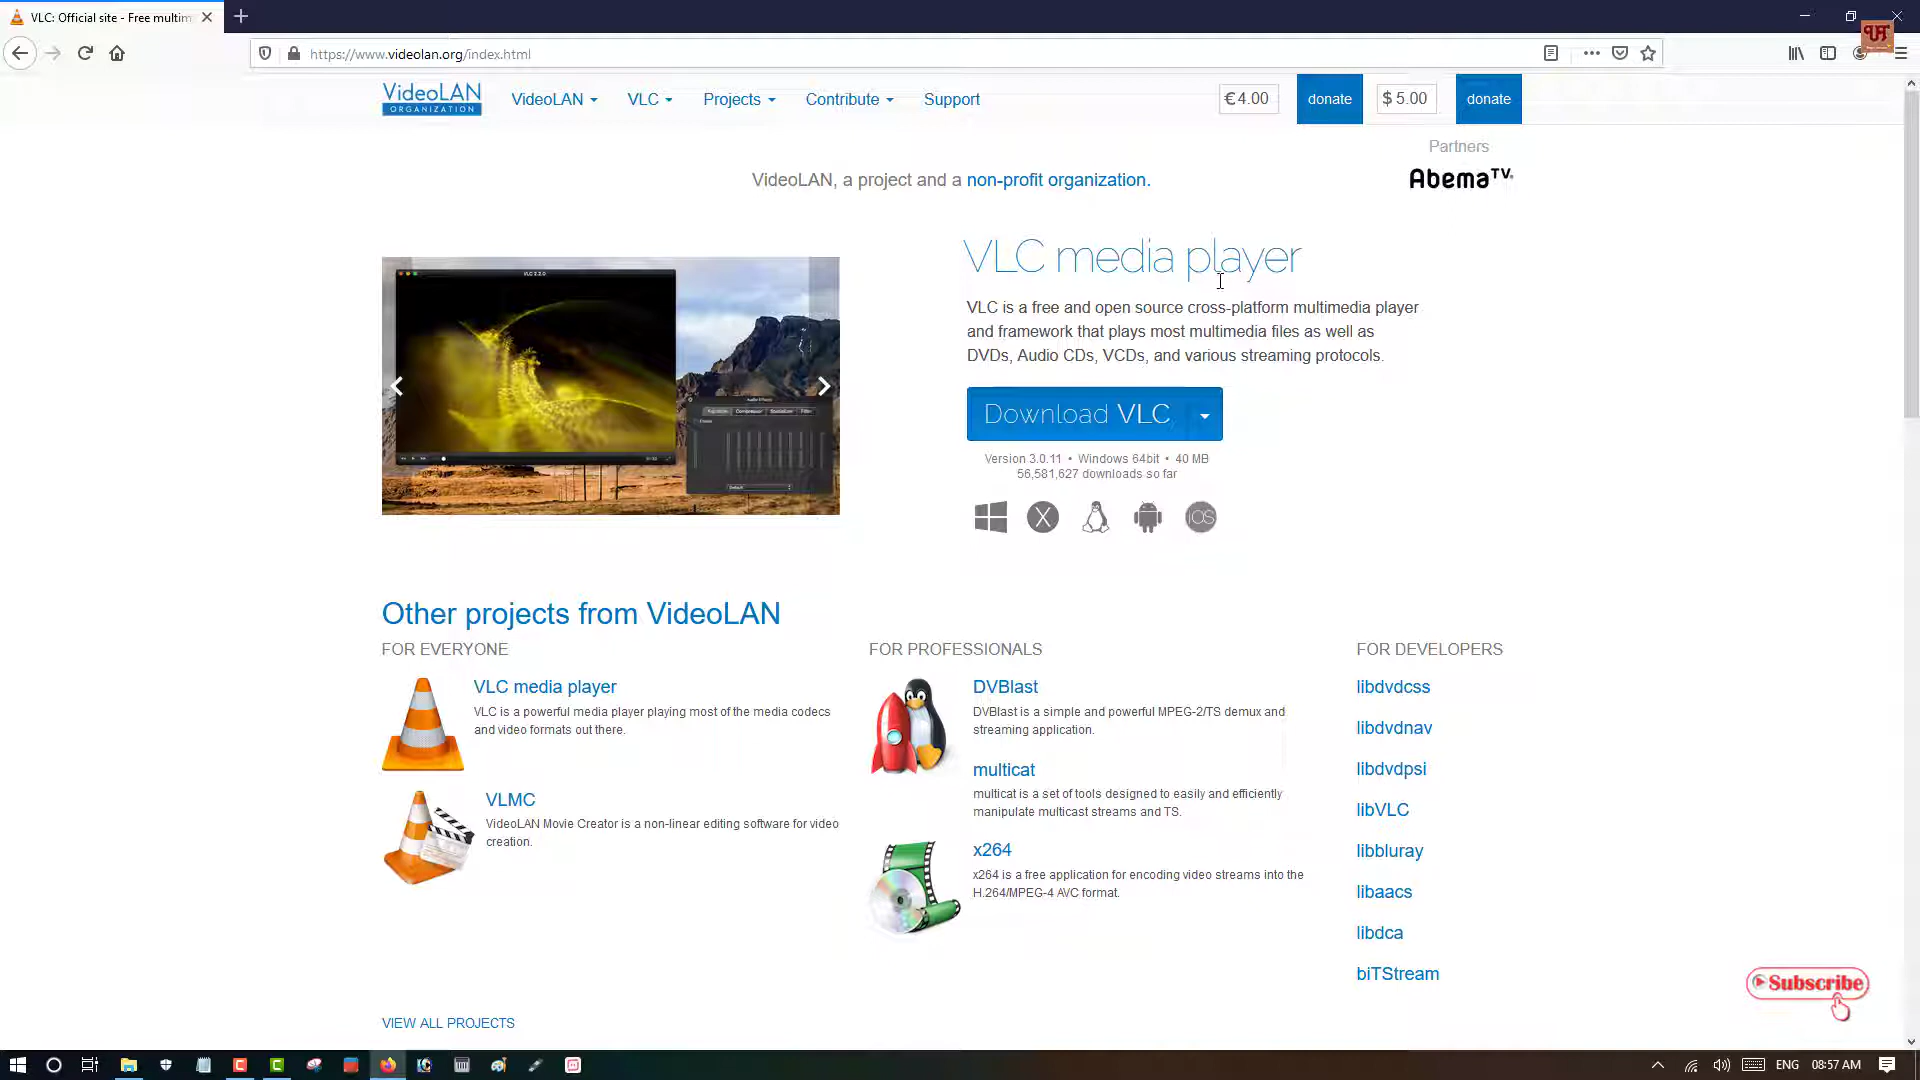 VLC: Official site - Free multim
https://www.videolan.org/index.html
VideoLAN
ORGANIZATION
VideoLAN
VLC
Projects
Contribute
Support
€ 4.00
donate
$ 5.00
donate
Partners
AbemaTV
VideoLAN, a project and a non-profit organization.
VLC media player
VLC is a free and open source cross-platform multimedia player
and framework that plays most multimedia files as well as
DVDs, Audio CDs, VCDs, and various streaming protocols.
Download VLC
Version 3.0.11 • Windows 64bit • 40 MB
56,581,627 downloads so far
iOS
Other projects from VideoLAN
FOR EVERYONE
VLC media player
VLC is a powerful media player playing most of the media codecs
and video formats out there.
VLMC
VideoLAN Movie Creator is a non-linear editing software for video
creation.
FOR PROFESSIONALS
DVBlast
DVBlast is a simple and powerful MPEG-2/TS demux and
streaming application.
multicat
multicat is a set of tools designed to easily and efficiently
manipulate multicast streams and TS.
x264
x264 is a free application for encoding video streams into the
H.264/MPEG-4 AVC format.
FOR DEVELOPERS
libdvdcss
libdvdnav
libdvdpsi
libVLC
libbluray
libaacs
libdca
biTStream
VIEW ALL PROJECTS
Subscribe
ENG
08:57 AM